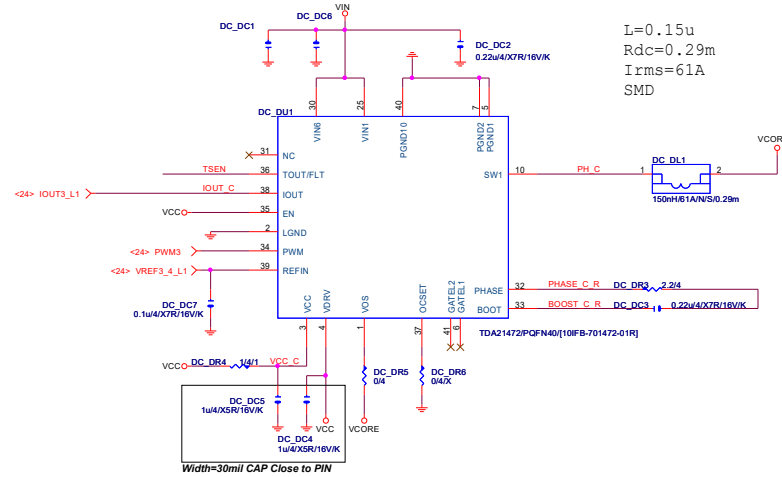 VIN
DC_DC1
DC_DC6
DC_DC2
0.22u/4/X7R/16V/K
L=0.15u
Rdc=0.29m
Irms=61A
SMD
DC_DU1
30
25
40
7
5
VIN6
VIN1
PGND10
PGND2
PGND1
VCORE
31
NC
TSEN
36
TOUT/FLT
10
SW1
PH_C
1
DC_DL1
2
150nH/61A/N/S/0.29m
<24> IOUT3_L1
IOUT_C
38
IOUT
VCC
35
EN
2
LGND
<24> PWM3
34
PWM
<24> VREF3_4_L1
39
REFIN
DC_DC7
0.1u/4/X7R/16V/K
PHASE
32
PHASE_C_R
DC_DR3
2.2/4
BOOT
33
BOOST_C_R
DC_DC3
0.22u/4/X7R/16V/K
VCC
VDRV
VOS
OCSET
GATEL2
GATEL1
3
4
1
37
41
6
TDA21472/PQFN40/[10IFB-701472-01R]
VCC
DC_DR4
1/4/1
VCC_C
DC_DR5
0/4
DC_DR6
0/4/X
DC_DC5
1u/4/X5R/16V/K
VCC
VCORE
DC_DC4
1u/4/X5R/16V/K
Width=30mil CAP Close to PIN